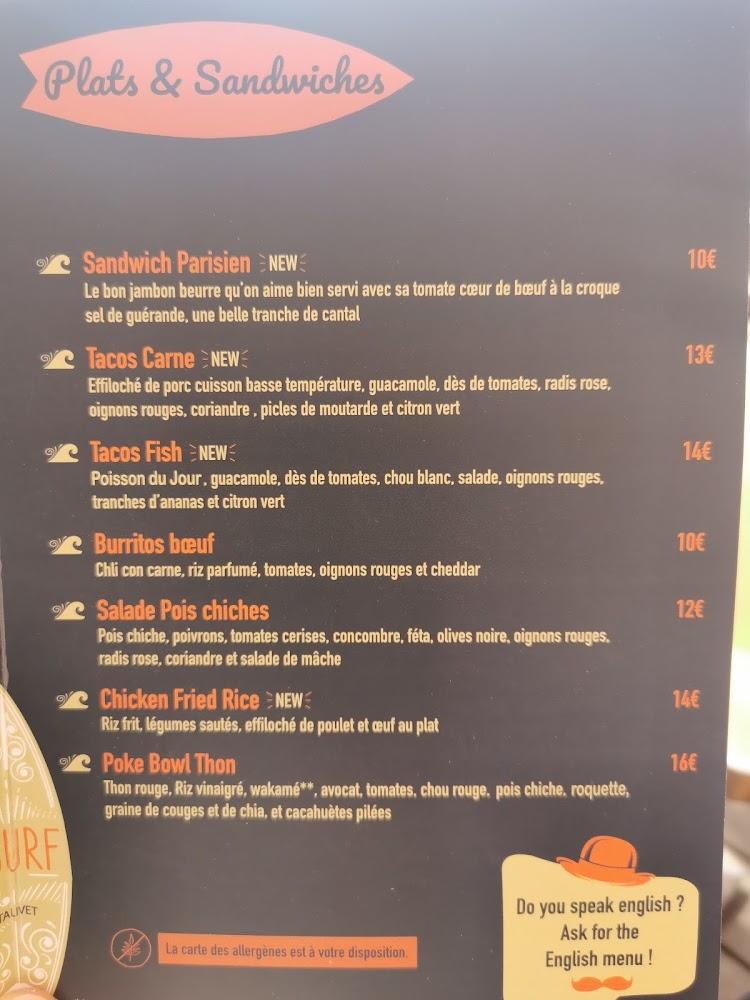 Plats & Sandwiches
Sandwich Parisien NEW 10€
Le bon jambon beurre qu'on aime bien servi avec sa tomate cœur de bœuf à la croque
sel de guérande, une belle tranche de cantal
Tacos Carne NEW 13€
Effiloché de porc cuisson basse température, guacamole, dès de tomates, radis rose,
oignons rouges, coriandre , picles de moutarde et citron vert
Tacos Fish NEW 14€
Poisson du Jour , guacamole, dès de tomates, chou blanc, salade, oignons rouges,
tranches d'ananas et citron vert
Burritos bœuf 10€
Chli con carne, riz parfumé, tomates, oignons rouges et cheddar
Salade Pois chiches 12€
Pois chiche, poivrons, tomates cerises, concombre, féta, olives noire, oignons rouges,
radis rose, coriandre et salade de mâche
Chicken Fried Rice NEW 14€
Riz frit, légumes sautés, effiloché de poulet et œuf au plat
Poke Bowl Thon 16€
Thon rouge, Riz vinaigré, wakamé**, avocat, tomates, chou rouge, pois chiche, roquette,
graine de couges et de chia, et cacahuètes pilées
URF
TALIVET
La carte des allergènes est à votre disposition.
Do you speak english ?
Ask for the
English menu !